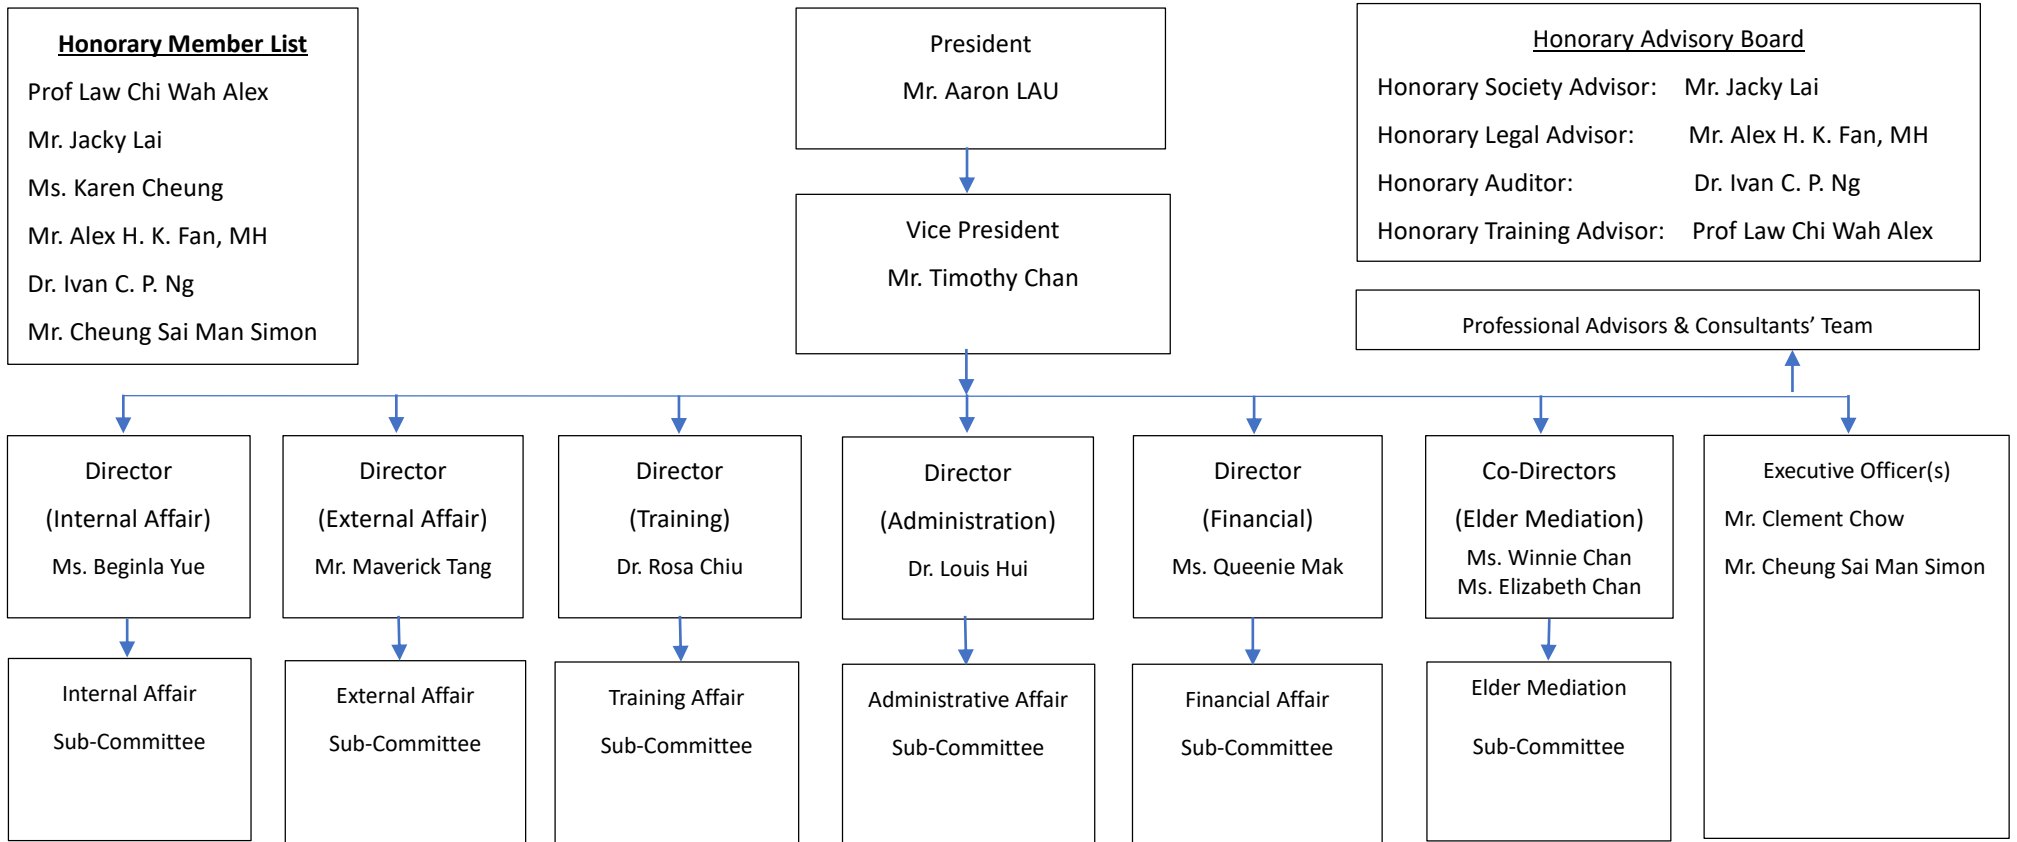 Honorary Member List
Prof Law Chi Wah Alex
Mr. Jacky Lai
Ms. Karen Cheung
Mr. Alex H. K. Fan, MH
Dr. Ivan C. P. Ng
Mr. Cheung Sai Man Simon
President
Mr. Aaron LAU
Vice President
Mr. Timothy Chan
Honorary Advisory Board
Honorary Society Advisor: Mr. Jacky Lai
Honorary Legal Advisor: Mr. Alex H. K. Fan, MH
Honorary Auditor: Dr. Ivan C. P. Ng
Honorary Training Advisor: Prof Law Chi Wah Alex
Professional Advisors & Consultants’ Team
Director
(Internal Affair)
Ms. Beginla Yue
Director
(External Affair)
Mr. Maverick Tang
Director
(Training)
Dr. Rosa Chiu
Director
(Administration)
Dr. Louis Hui
Director
(Financial)
Ms. Queenie Mak
Co-Directors
(Elder Mediation)
Ms. Winnie Chan
Ms. Elizabeth Chan
Executive Officer(s)
Mr. Clement Chow
Mr. Cheung Sai Man Simon
Internal Affair
Sub-Committee
External Affair
Sub-Committee
Training Affair
Sub-Committee
Administrative Affair
Sub-Committee
Financial Affair
Sub-Committee
Elder Mediation
Sub-Committee